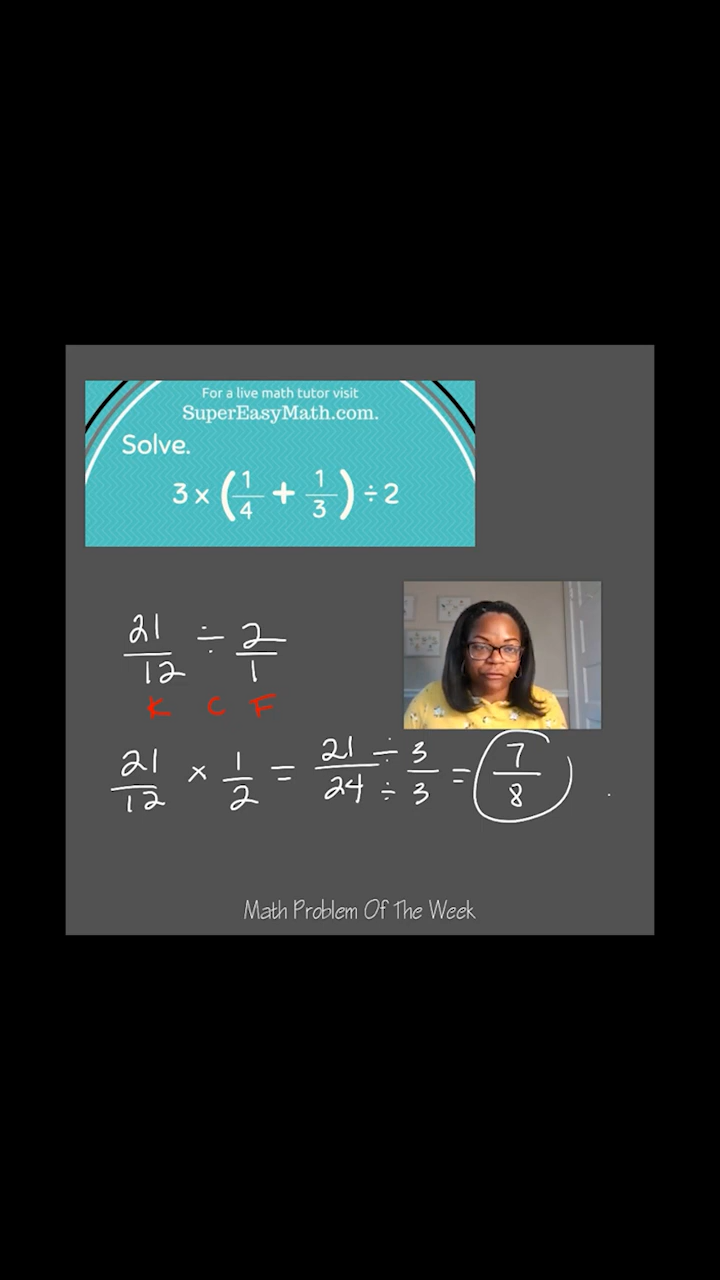 For a live math tutor visit
SuperEasyMath.com.
Solve.
3 x (1/4 + 1/3) ÷ 2
21/12 ÷ 2/1
K C F
21/12 x 1/2 = 21/24 ÷ 3/÷ 3 = 7/8
Math Problem Of The Week